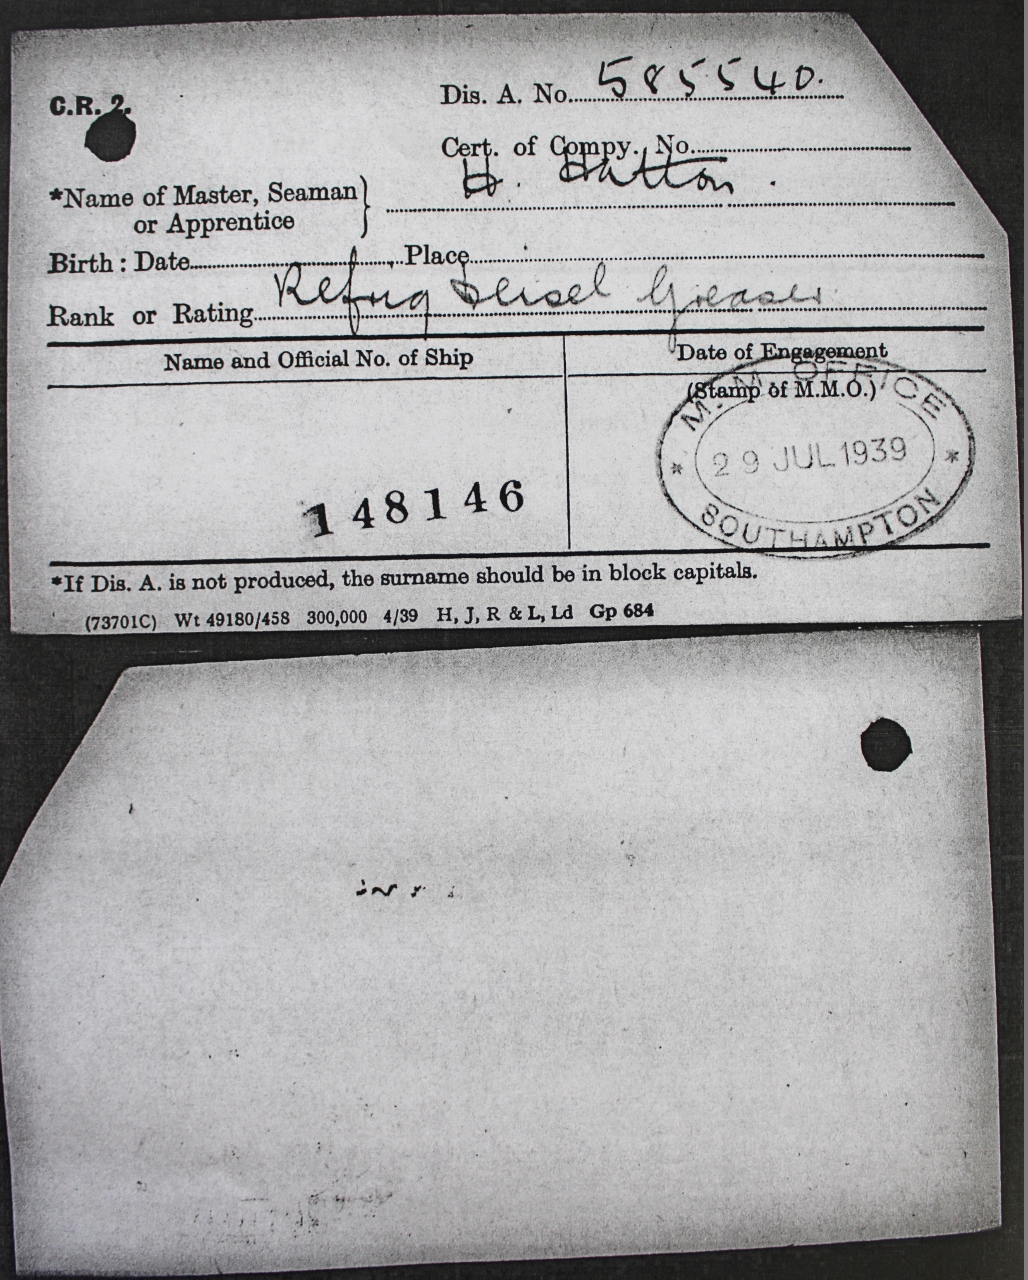 C.R. 2.
Dis. A. No. 585540.
Cert. of Compy. No.
*Name of Master, Seaman or Apprentice } H. Hatton.
Birth : Date Place
Rank or Rating Refrig Deisel Greaser
Name and Official No. of Ship
Date of Engagement
(Stamp of M.M.O.)
M. M. OFFICE
* 29 JUL 1939 *
SOUTHAMPTON
148146
*If Dis. A. is not produced, the surname should be in block capitals.
(73701C) Wt 49180/458 300,000 4/39 H, J, R & L, Ld Gp 684